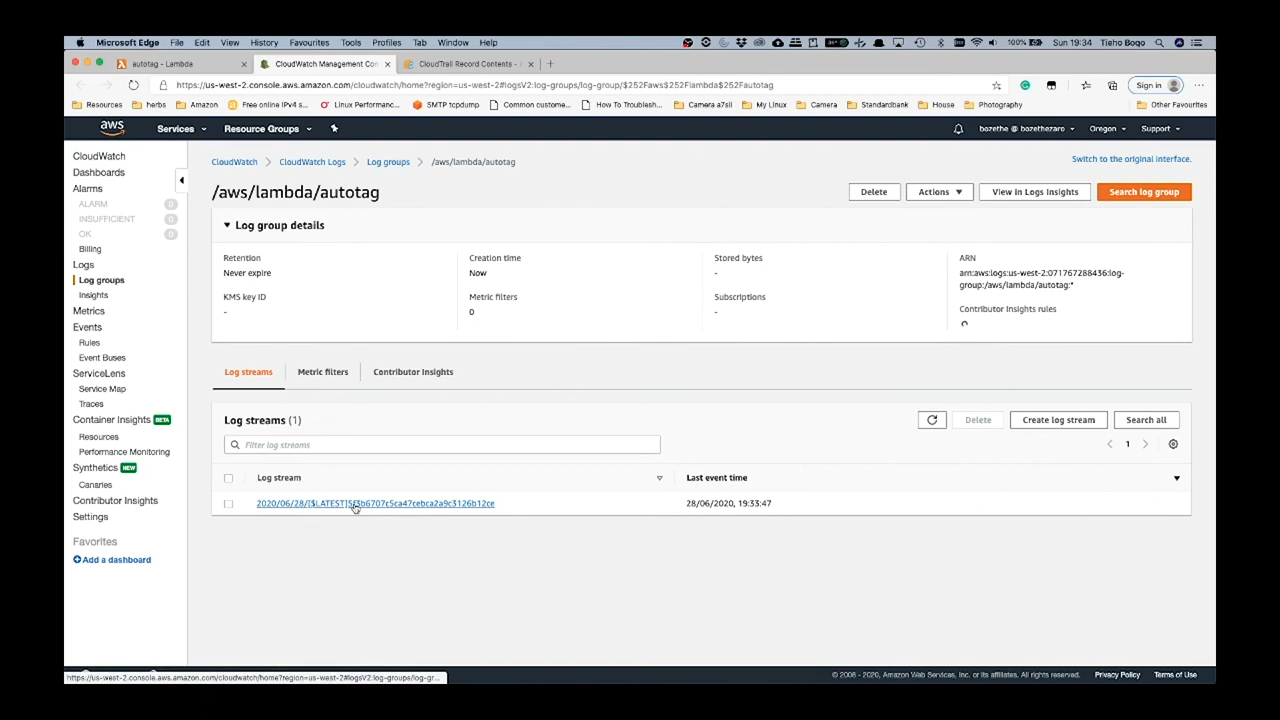 Microsoft Edge File Edit View History Favourites Tools Profiles Tab Window Help 100% Sun 19:34 Tieho Bogo
autotag - Lambda
CloudWatch Management Con
CloudTrail Record Contents -
https://us-west-2.console.aws.amazon.com/cloudwatch/home?region=us-west-2#logsV2:log-groups/log-group/$252Faws$252Flambda$252Fautotag
Sign in
Resources herbs Amazon Free online IPv4 s... Linux Performanc... SMTP tcpdump Common custome... How To Troublesh... Camera a7sii My Linux Camera Standardbank House Photography Other Favourites
aws Services Resource Groups bozethe @ bozethezaro Oregon Support
CloudWatch
Dashboards
Alarms
ALARM 0
INSUFFICIENT 0
OK 0
Billing
Logs
Log groups
Insights
Metrics
Events
Rules
Event Buses
ServiceLens
Service Map
Traces
Container Insights BETA
Resources
Performance Monitoring
Synthetics NEW
Canaries
Contributor Insights
Settings
Favorites
Add a dashboard
CloudWatch CloudWatch Logs Log groups /aws/lambda/autotag
Switch to the original interface.
/aws/lambda/autotag
Delete Actions View in Logs Insights Search log group
Log group details
Retention
Never expire
KMS key ID
-
Creation time
Now
Metric filters
0
Stored bytes
-
Subscriptions
-
ARN
arn:aws:logs:us-west-2:071767288436:log-
group:/aws/lambda/autotag:*
Contributor Insights rules
Log streams Metric filters Contributor Insights
Log streams (1)
Delete Create log stream Search all
Filter log streams
1
Log stream Last event time
2020/06/28/[$LATEST]5f3b6707c5ca47cebca2a9c3126b12ce 28/06/2020, 19:33:47
https://us-west-2.console.aws.amazon.com/cloudwatch/home?region=us-west-2#logsV2:log-groups/log-gr...
© 2008 - 2020, Amazon Web Services, Inc. or its affiliates. All rights reserved. Privacy Policy Terms of Use